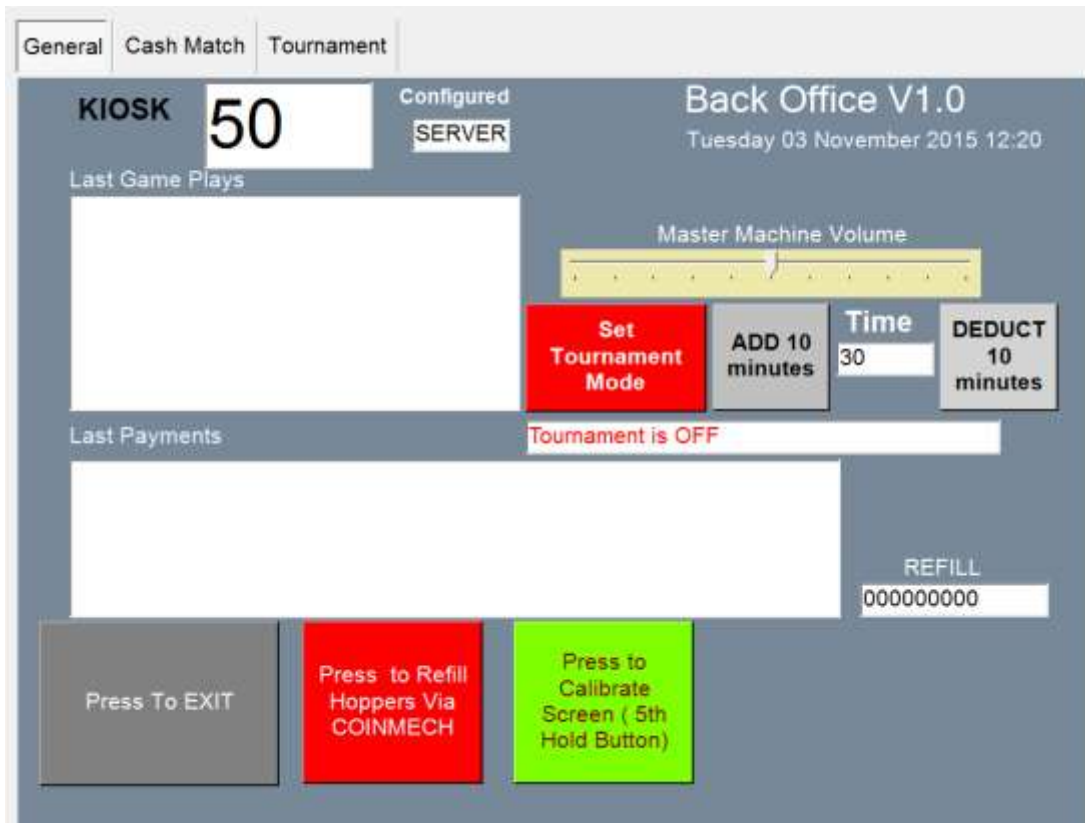 General Cash Match Tournament
KIOSK 50 Configured
SERVER
Back Office V1.0
Tuesday 03 November 2015 12:20
Last Game Plays
Master Machine Volume
Set
Tournament
Mode
ADD 10
minutes
Time
30
DEDUCT
10
minutes
Last Payments
Tournament is OFF
REFILL
000000000
Press To EXIT
Press to Refill
Hoppers Via
COINMECH
Press to
Calibrate
Screen ( 5th
Hold Button)